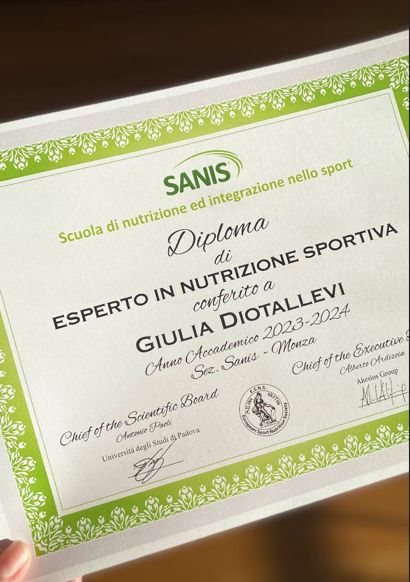 SANIS
Scuola di nutrizione ed integrazione nello sport
Diploma
di
ESPERTO IN NUTRIZIONE SPORTIVA
conferito a
GIULIA DIOTALLEVI
Anno Accademico 2023-2024
Sez. Sanis - Monza
Chief of the Scientific Board
Antonio Paoli
Università degli Studi di Padova
Chief of the Executive
Alberto Ardizzoia
Akesios Group
E.S.N.S.